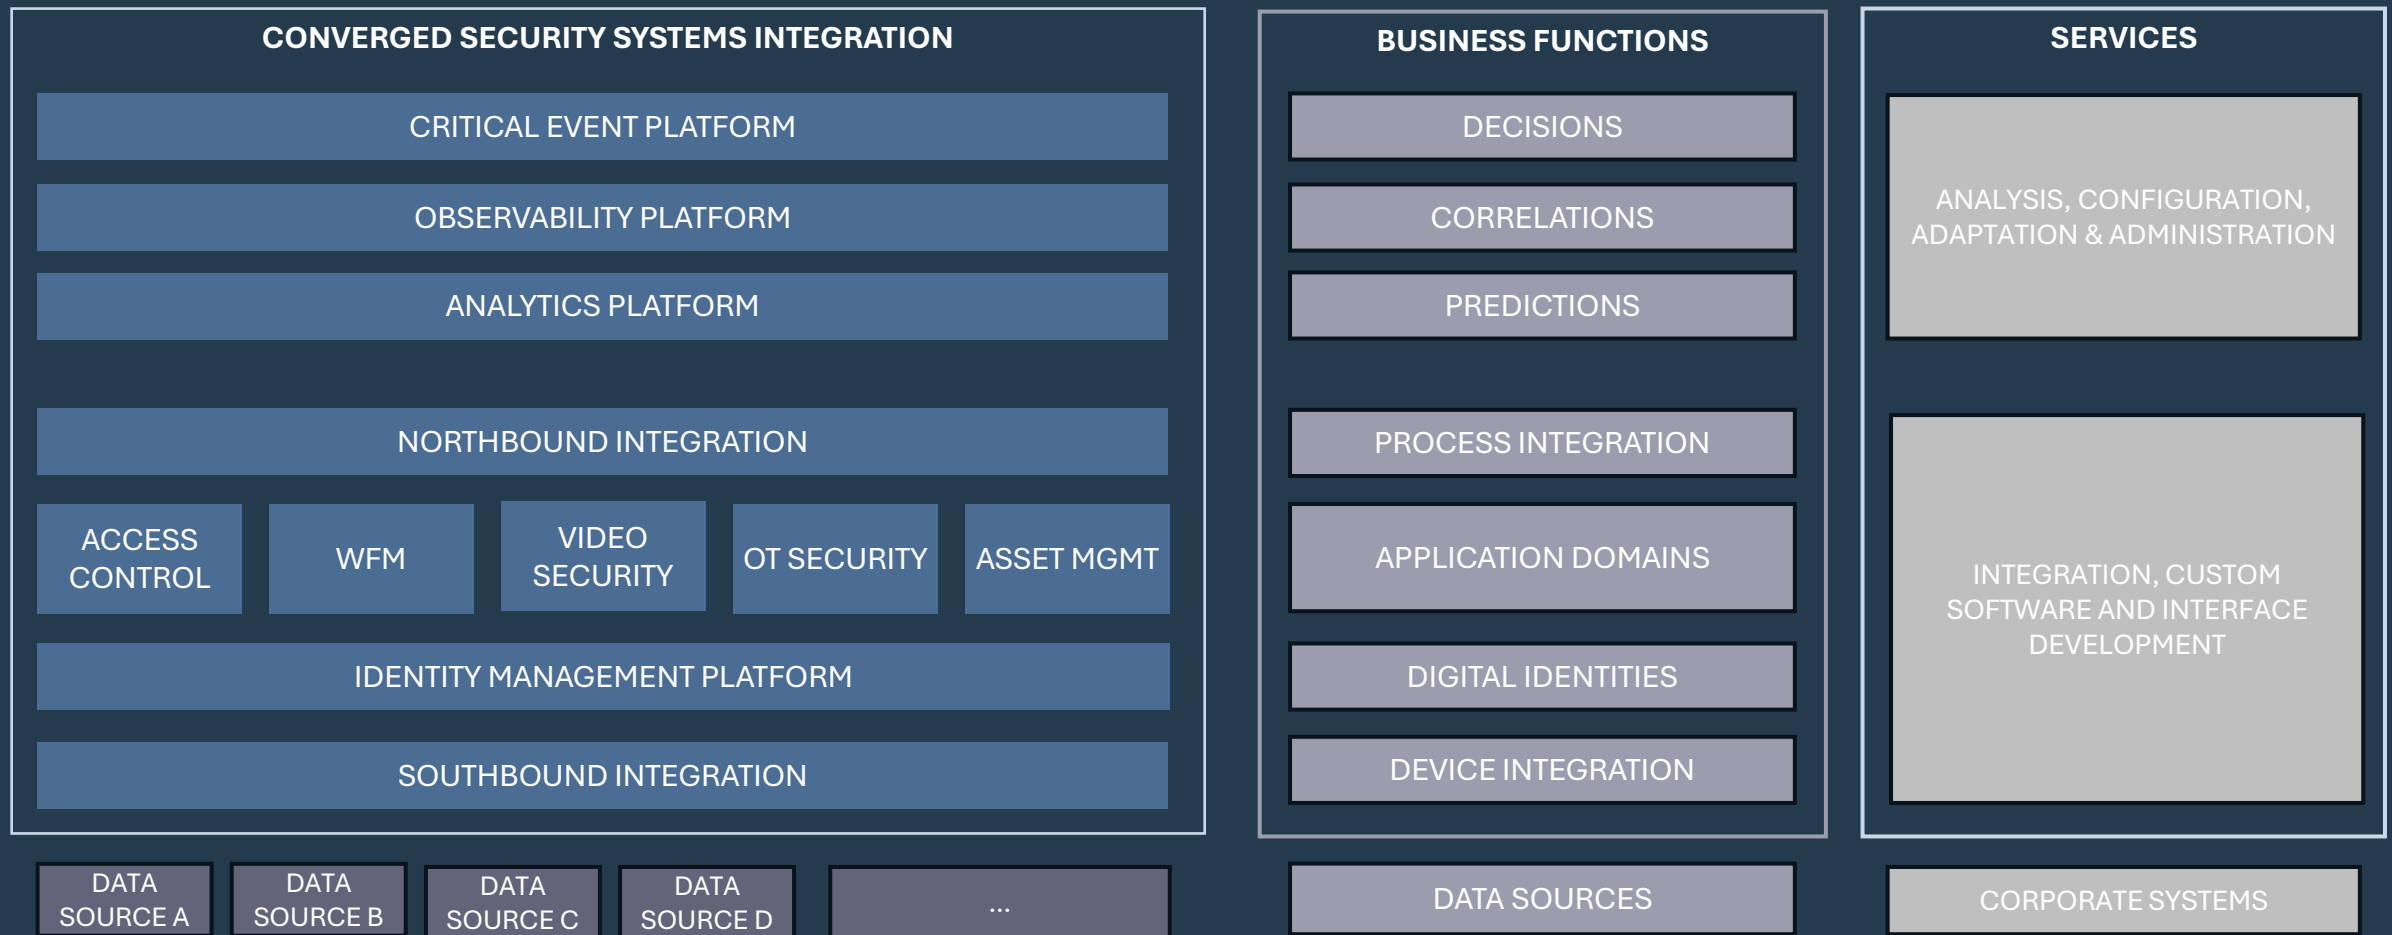 CONVERGED SECURITY SYSTEMS INTEGRATION
CRITICAL EVENT PLATFORM
OBSERVABILITY PLATFORM
ANALYTICS PLATFORM
NORTHBOUND INTEGRATION
ACCESS
CONTROL
WFM
VIDEO
SECURITY
OT SECURITY
ASSET MGMT
IDENTITY MANAGEMENT PLATFORM
SOUTHBOUND INTEGRATION
DATA
SOURCE A
DATA
SOURCE B
DATA
SOURCE C
DATA
SOURCE D
...
BUSINESS FUNCTIONS
DECISIONS
CORRELATIONS
PREDICTIONS
PROCESS INTEGRATION
APPLICATION DOMAINS
DIGITAL IDENTITIES
DEVICE INTEGRATION
DATA SOURCES
SERVICES
ANALYSIS, CONFIGURATION,
ADAPTATION & ADMINISTRATION
INTEGRATION, CUSTOM
SOFTWARE AND INTERFACE
DEVELOPMENT
CORPORATE SYSTEMS